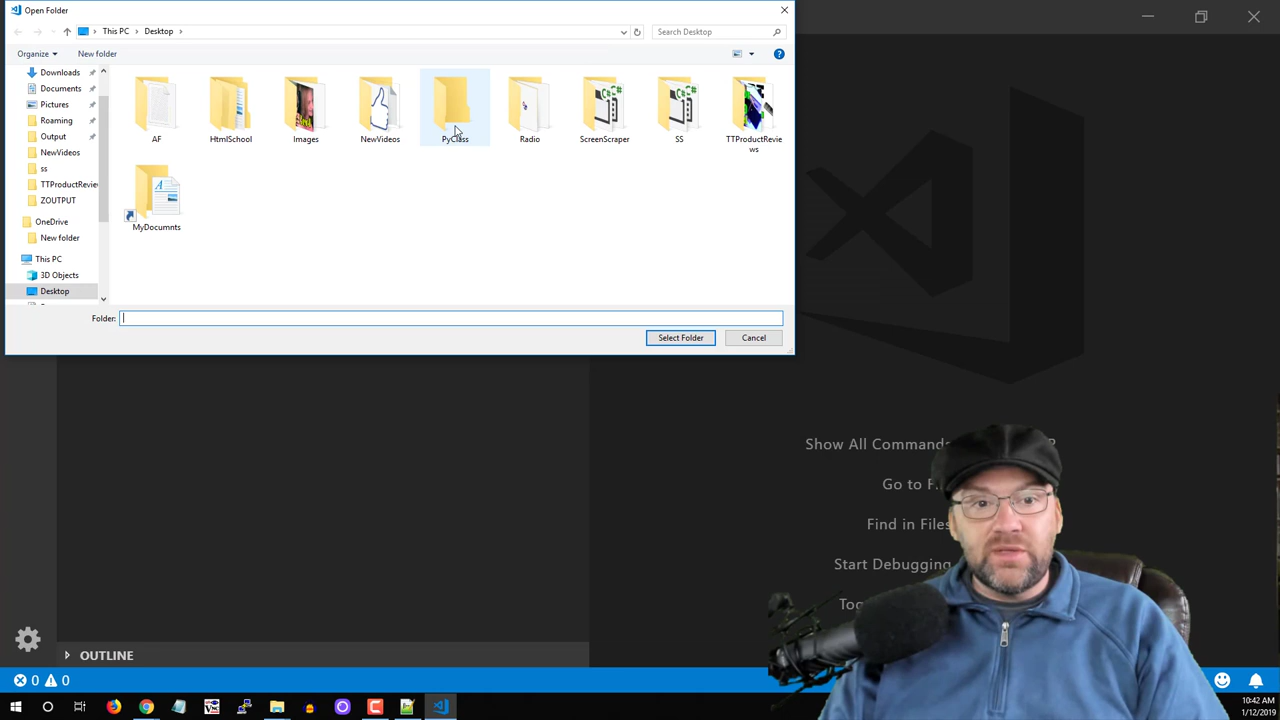 Open Folder
This PC
Desktop
Search Desktop
Organize
New folder
Downloads
Documents
Pictures
Roaming
Output
NewVideos
ss
TTProductRevie
ZOUTPUT
OneDrive
New folder
This PC
3D Objects
Desktop
AF
HtmlSchool
Images
NewVideos
PyClass
Radio
ScreenScraper
SS
TTProductRevie
ws
MyDocumnts
Folder:
Select Folder
Cancel
Show All Command
P
Go to F
Find in Files
Start Debugging
Tog
OUTLINE
0
0
10:42 AM
1/12/2019